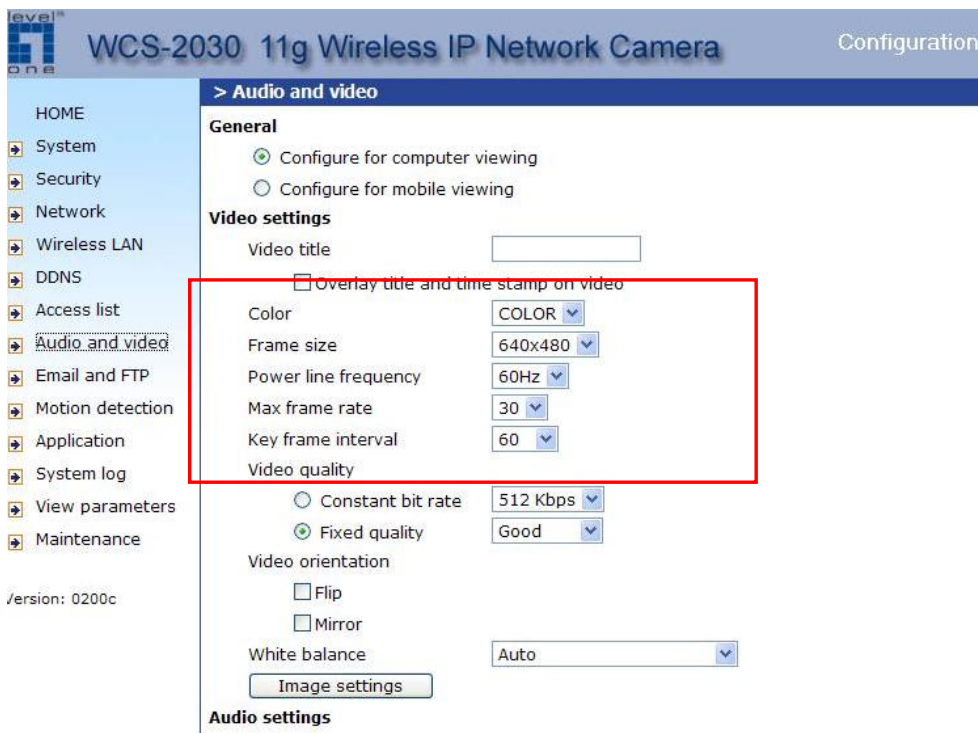 level™
one
WCS-2030 11g Wireless IP Network Camera
Configuration
HOME
System
Security
Network
Wireless LAN
DDNS
Access list
Audio and video
Email and FTP
Motion detection
Application
System log
View parameters
Maintenance
Version: 0200c
> Audio and video
General
Configure for computer viewing
Configure for mobile viewing
Video settings
Video title
Overlay title and time stamp on video
Color COLOR
Frame size 640x480
Power line frequency 60Hz
Max frame rate 30
Key frame interval 60
Video quality
Constant bit rate 512 Kbps
Fixed quality Good
Video orientation
Flip
Mirror
White balance Auto
Image settings
Audio settings